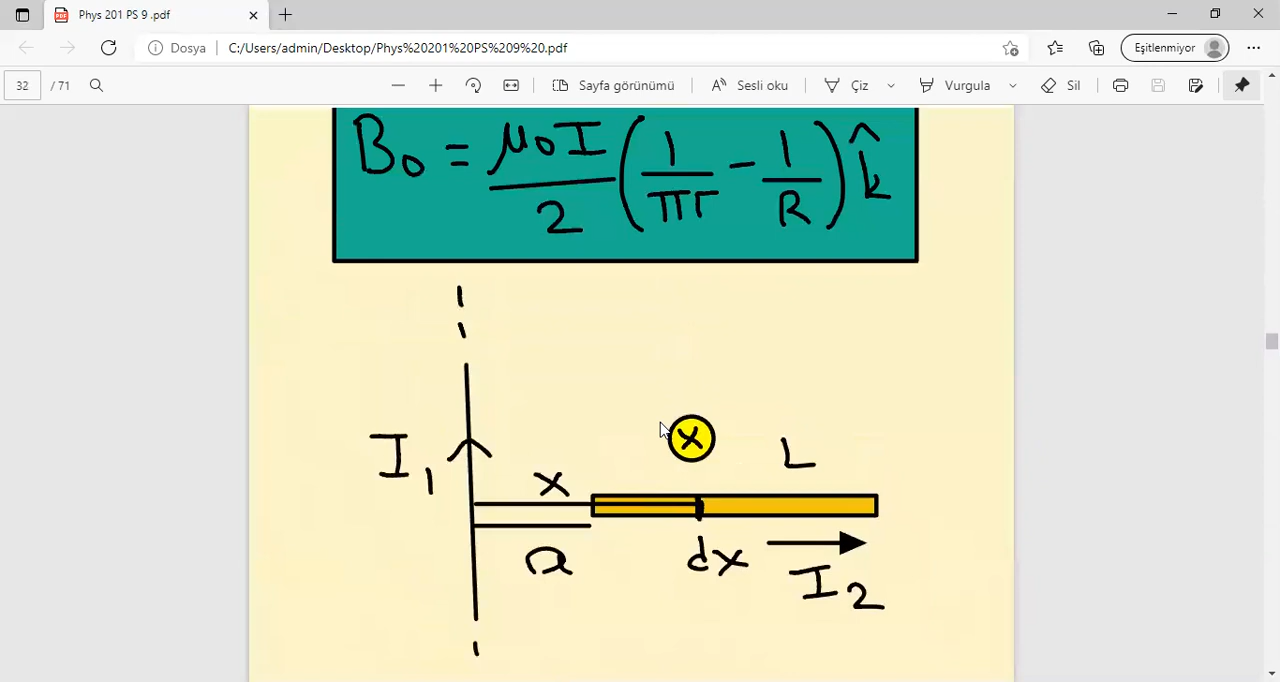 Phys 201 PS 9 .pdf
Dosya
C:/Users/admin/Desktop/Phys%20201%20PS%209%20.pdf
Eşitlenmiyor
32 / 71
Sayfa görünümü
Sesli oku
Çiz
Vurgula
Sil
B₀ = μ₀I/2 (1/πr − 1/R) k̂
I₁
x
L
x
a
dx
I₂